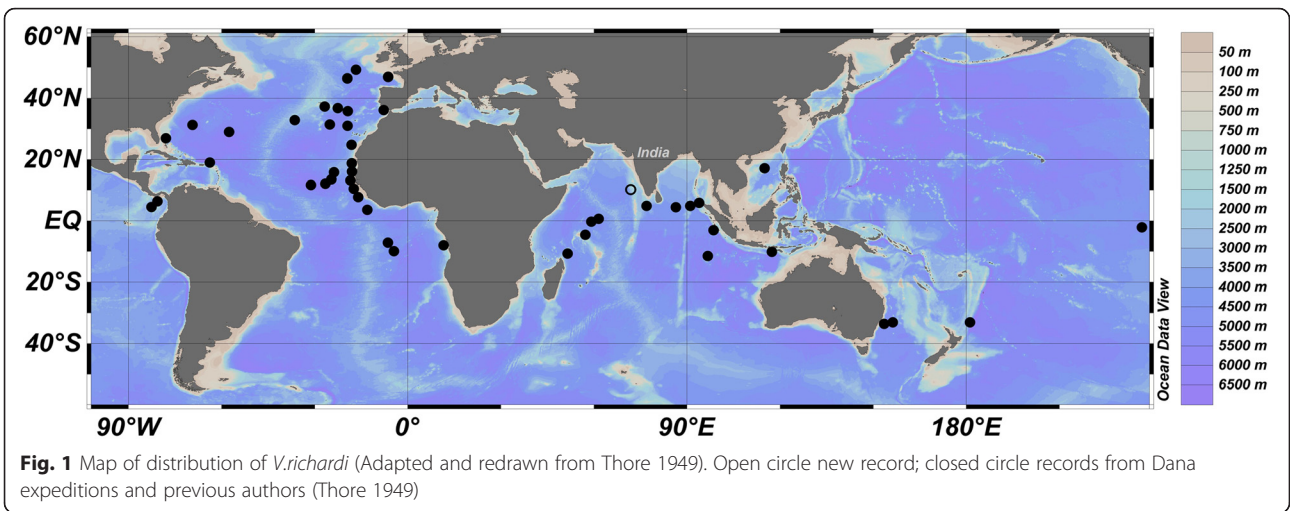 60°N
40°N
20°N
EQ
20°S
40°S
90°W
0°
90°E
180°E
India
Ocean Data View
50 m
100 m
250 m
500 m
750 m
1000 m
1250 m
1500 m
2000 m
2500 m
3000 m
3500 m
4000 m
4500 m
5000 m
5500 m
6000 m
6500 m
Fig. 1 Map of distribution of V.richardi (Adapted and redrawn from Thore 1949). Open circle new record; closed circle records from Dana
expeditions and previous authors (Thore 1949)